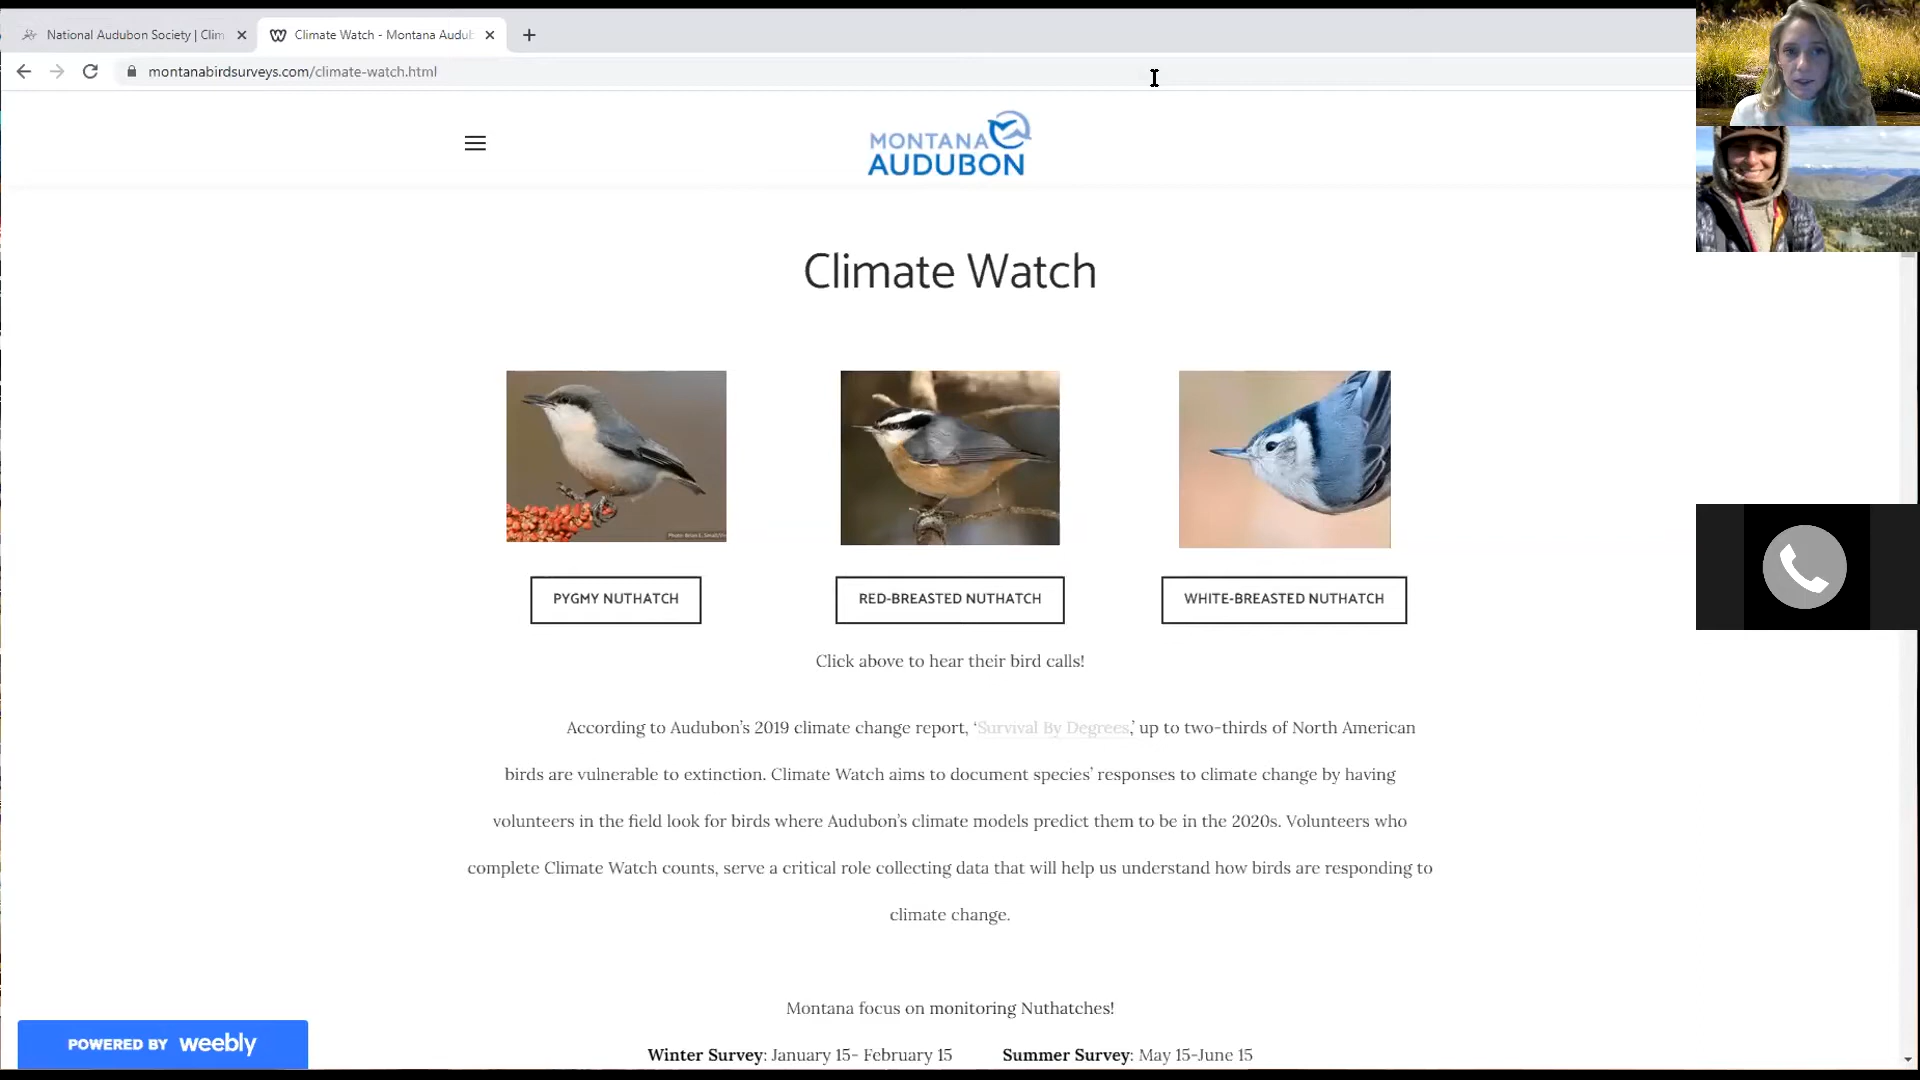 National Audubon Society | Clim
Climate Watch - Montana Audub
montanabirdsurveys.com/climate-watch.html
MONTANA
AUDUBON
Climate Watch
PYGMY NUTHATCH
RED-BREASTED NUTHATCH
WHITE-BREASTED NUTHATCH
Click above to hear their bird calls!
According to Audubon’s 2019 climate change report, ‘Survival By Degrees,’ up to two-thirds of North American
birds are vulnerable to extinction. Climate Watch aims to document species’ responses to climate change by having
volunteers in the field look for birds where Audubon’s climate models predict them to be in the 2020s. Volunteers who
complete Climate Watch counts, serve a critical role collecting data that will help us understand how birds are responding to
climate change.
Montana focus on monitoring Nuthatches!
Winter Survey: January 15- February 15 Summer Survey: May 15-June 15
POWERED BY weebly